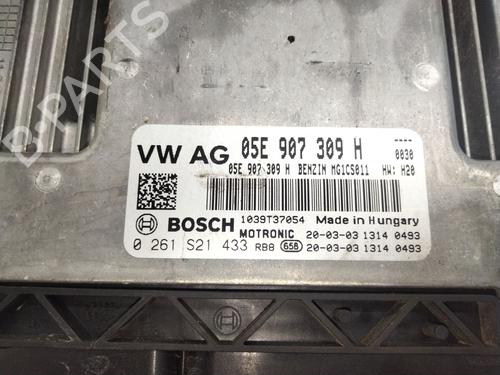 VW AG 05E 907 309 H ----
0030
05E 907 309 H BENZIN MG1CS011 HW: H20
BOSCH 1039T37054 Made in Hungary
MOTRONIC 20-03-03 1314 0493
0 261 S21 433 RB8 658 20-03-03 1314 0493
B-PARTS